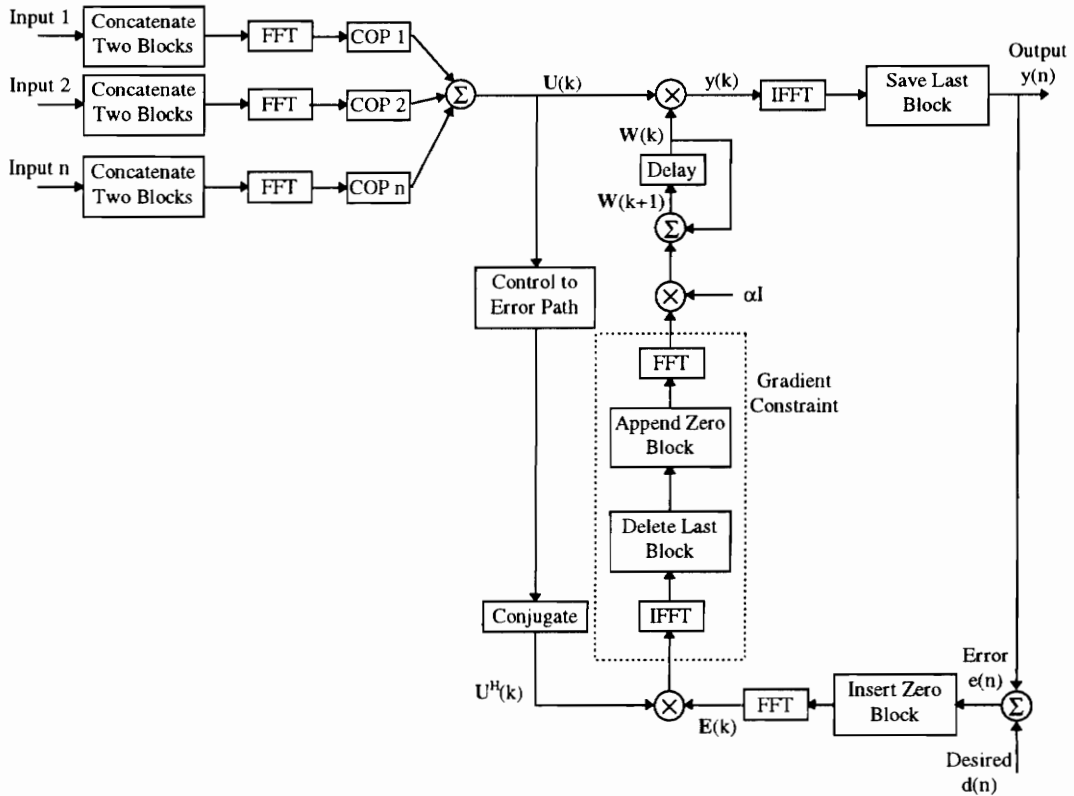 Input 1
Concatenate
Two Blocks
FFT
COP 1
Input 2
Concatenate
Two Blocks
FFT
COP 2
Input n
Concatenate
Two Blocks
FFT
COP n
Σ
U(k)
y(k)
IFFT
Save Last
Block
Output
y(n)
W(k)
Delay
W(k+1)
Σ
αI
Control to
Error Path
Gradient
Constraint
FFT
Append Zero
Block
Delete Last
Block
IFFT
Conjugate
U^H(k)
E(k)
FFT
Insert Zero
Block
Error
e(n)
Σ
Desired
d(n)